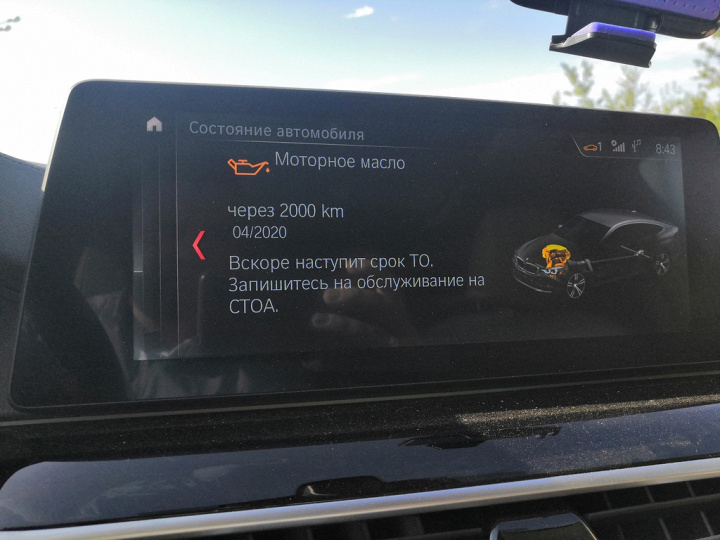 Состояние автомобиля
1 8:43
Моторное масло
через 2000 km
04/2020
Вскоре наступит срок ТО.
Запишитесь на обслуживание на
СТОА.